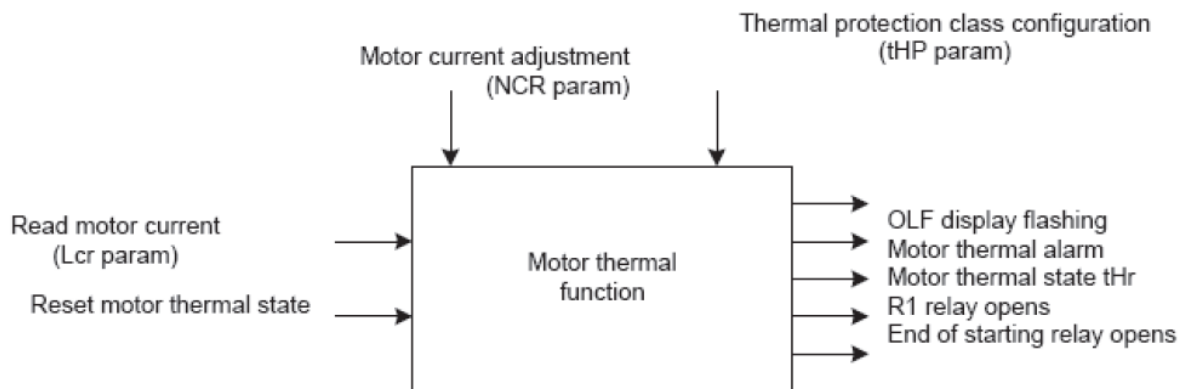 Thermal protection class configuration
(tHP param)
Motor current adjustment
(NCR param)
Read motor current
(Lcr param)
Reset motor thermal state
Motor thermal
function
OLF display flashing
Motor thermal alarm
Motor thermal state tHr
R1 relay opens
End of starting relay opens